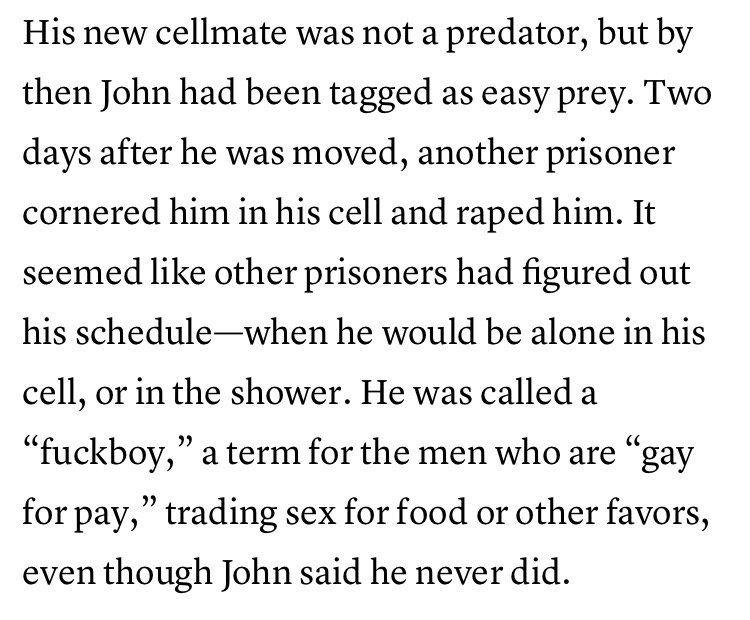 His new cellmate was not a predator, but by
then John had been tagged as easy prey. Two
days after he was moved, another prisoner
cornered him in his cell and raped him. It
seemed like other prisoners had figured out
his schedule—when he would be alone in his
cell, or in the shower. He was called a
“fuckboy,” a term for the men who are “gay
for pay,” trading sex for food or other favors,
even though John said he never did.